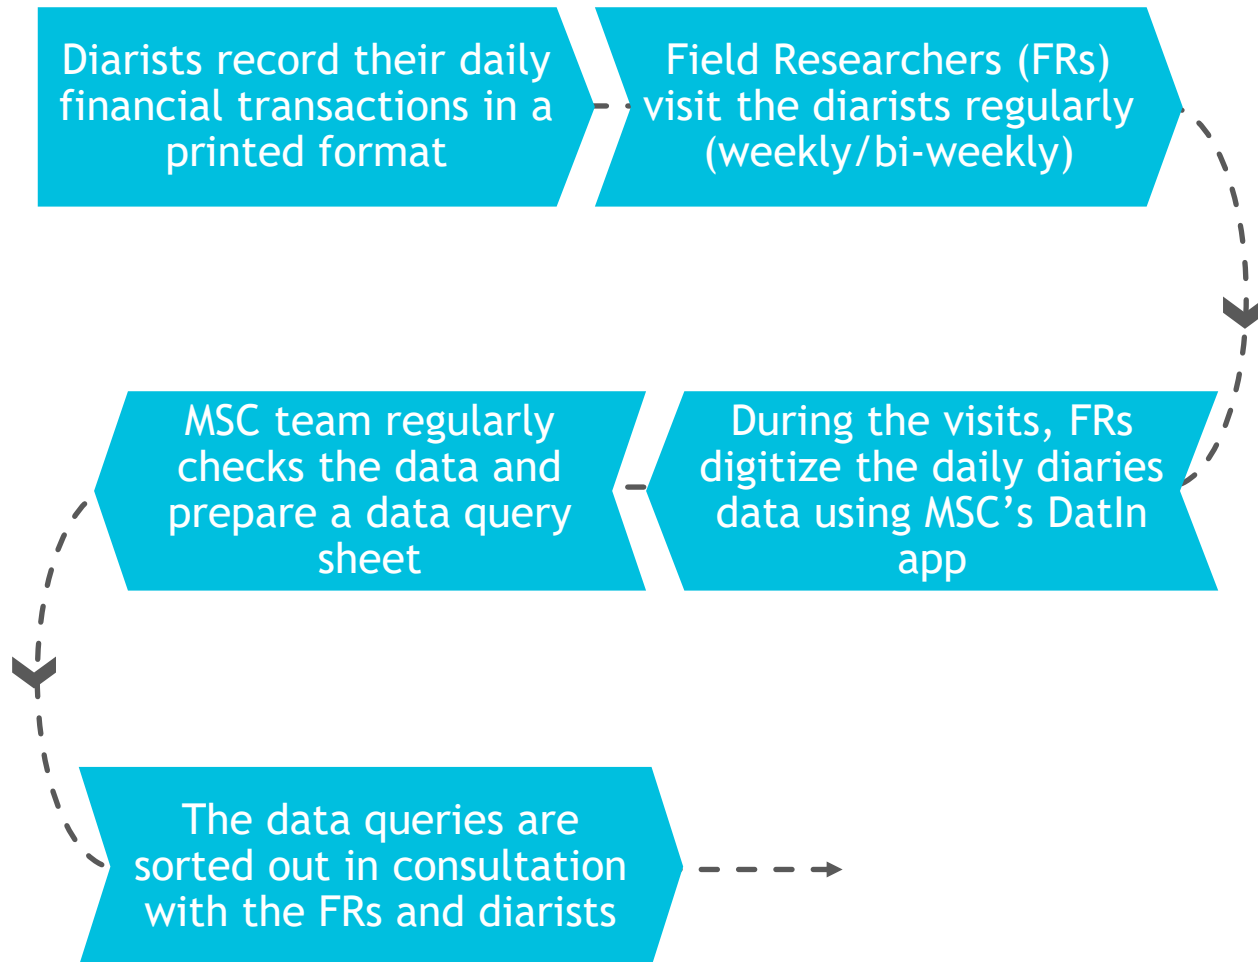 Diarists record their daily
financial transactions in a
printed format
Field Researchers (FRs)
visit the diarists regularly
(weekly/bi-weekly)
During the visits, FRs
digitize the daily diaries
data using MSC’s DatIn
app
MSC team regularly
checks the data and
prepare a data query
sheet
The data queries are
sorted out in consultation
with the FRs and diarists